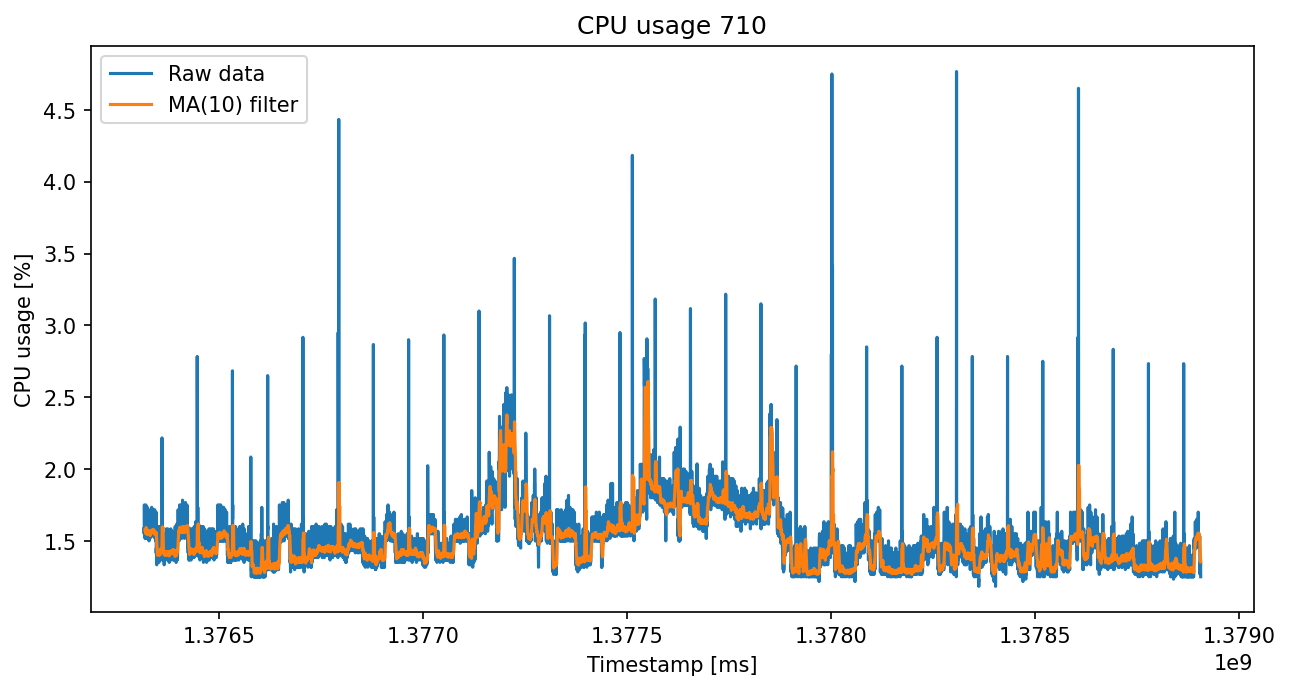 CPU usage 710
Raw data
MA(10) filter
CPU usage [%]
4.5
4.0
3.5
3.0
2.5
2.0
1.5
1.3765
1.3770
1.3775
1.3780
1.3785
1.3790
1e9
Timestamp [ms]